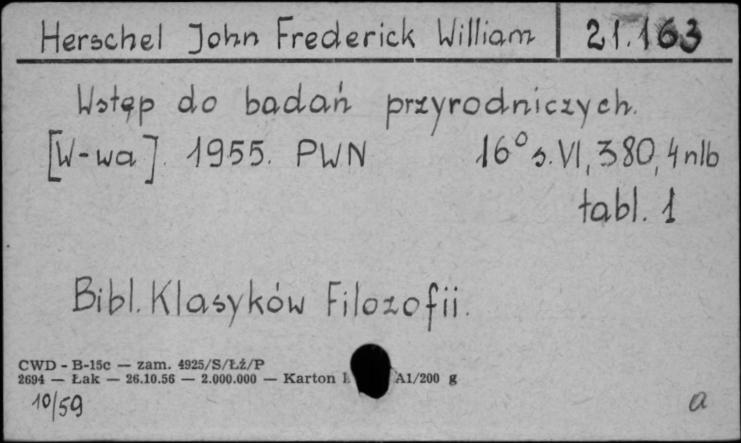 Herschel John Frederick William 21.163
Wstęp do badań przyrodniczych.
[W-wa]. 1955. PWN 16° s. VI, 380, 4 nlb
tabl. 1
Bibl. Klasyków Filozofii.
CWD - B-15c — zam. 4925/S/Łż/P
2694 — Łak — 26.10.56 — 2.000.000 — Karton A1/200 g
10/59 a